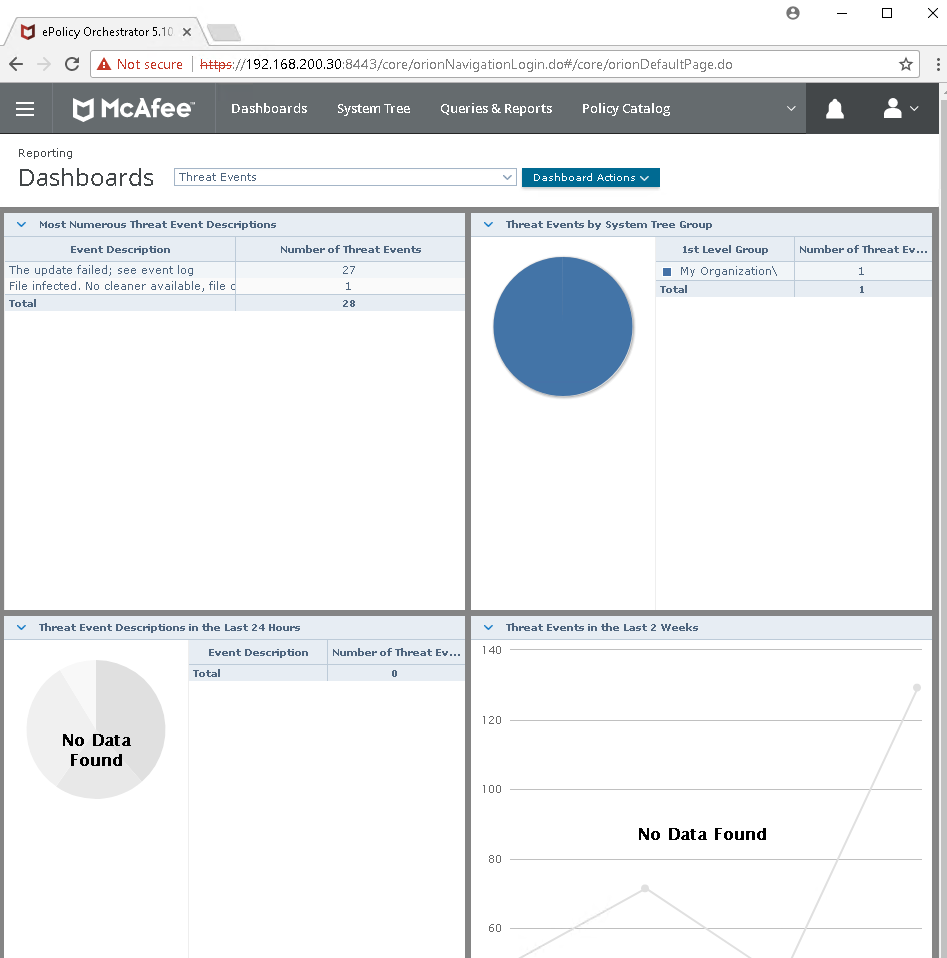 ePolicy Orchestrator 5.10
Not secure https://192.168.200.30:8443/core/orionNavigationLogin.do#/core/orionDefaultPage.do
McAfee™ Dashboards System Tree Queries & Reports Policy Catalog
Reporting
Dashboards Threat Events Dashboard Actions
Most Numerous Threat Event Descriptions
Event Description Number of Threat Events
The update failed; see event log 27
File infected. No cleaner available, file 1
Total 28
Threat Events by System Tree Group
1st Level Group Number of Threat Ev...
My Organization\ 1
Total 1
Threat Event Descriptions in the Last 24 Hours
No Data
Found
Event Description Number of Threat Ev...
Total 0
Threat Events in the Last 2 Weeks
140
120
100
No Data Found
80
60